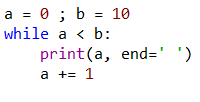 a = 0 ; b = 10
while a < b:
    print(a, end=' ')
    a += 1